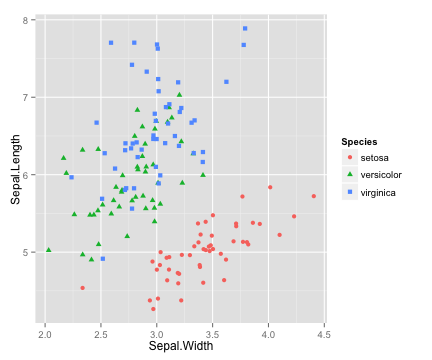 8
7
6
5
Sepal.Length
2.0 2.5 3.0 3.5 4.0 4.5
Sepal.Width
Species
setosa
versicolor
virginica